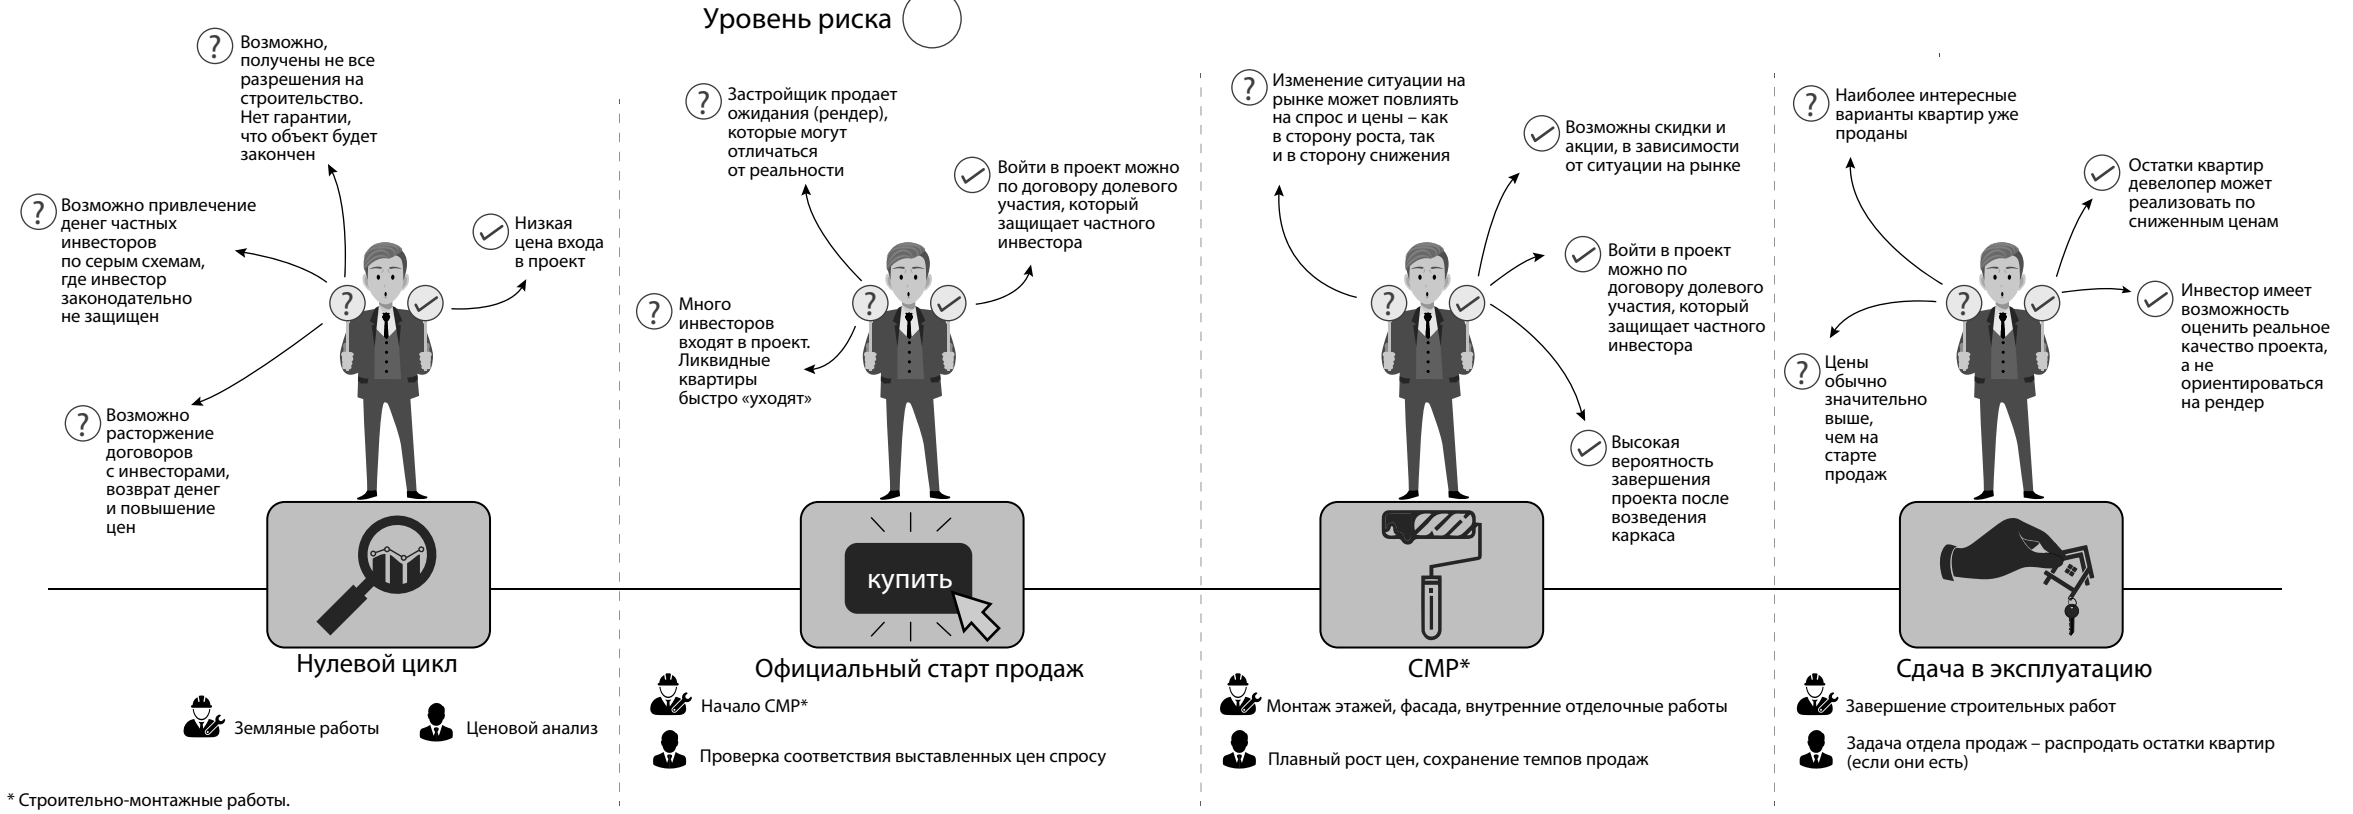 Уровень риска
?
Возможно,
получены не все
разрешения на
строительство.
Нет гарантии,
что объект будет
закончен
?
Возможно привлечение
денег частных
инвесторов
по серым схемам,
где инвестор
законодательно
не защищен
?
Возможно
расторжение
договоров
с инвесторами,
возврат денег
и повышение
цен
Низкая
цена входа
в проект
?
Нулевой цикл
Земляные работы
Ценовой анализ
?
Застройщик продает
ожидания (рендер),
которые могут
отличаться
от реальности
?
Много
инвесторов
входят в проект.
Ликвидные
квартиры
быстро «уходят»
Войти в проект можно
по договору долевого
участия, который
защищает частного
инвестора
?
купить
Официальный старт продаж
Начало СМР*
Проверка соответствия выставленных цен спросу
?
Изменение ситуации на
рынке может повлиять
на спрос и цены – как
в сторону роста, так
и в сторону снижения
Возможны скидки и
акции, в зависимости
от ситуации на рынке
Войти в проект
можно по
договору долевого
участия, который
защищает частного
инвестора
Высокая
вероятность
завершения
проекта после
возведения
каркаса
?
СМР*
Монтаж этажей, фасада, внутренние отделочные работы
Плавный рост цен, сохранение темпов продаж
?
Наиболее интересные
варианты квартир уже
проданы
?
Цены
обычно
значительно
выше,
чем на
старте
продаж
Остатки квартир
девелопер может
реализовать по
сниженным ценам
Инвестор имеет
возможность
оценить реальное
качество проекта,
а не
ориентироваться
на рендер
?
Сдача в эксплуатацию
Завершение строительных работ
Задача отдела продаж – распродать остатки квартир
(если они есть)
* Строительно-монтажные работы.